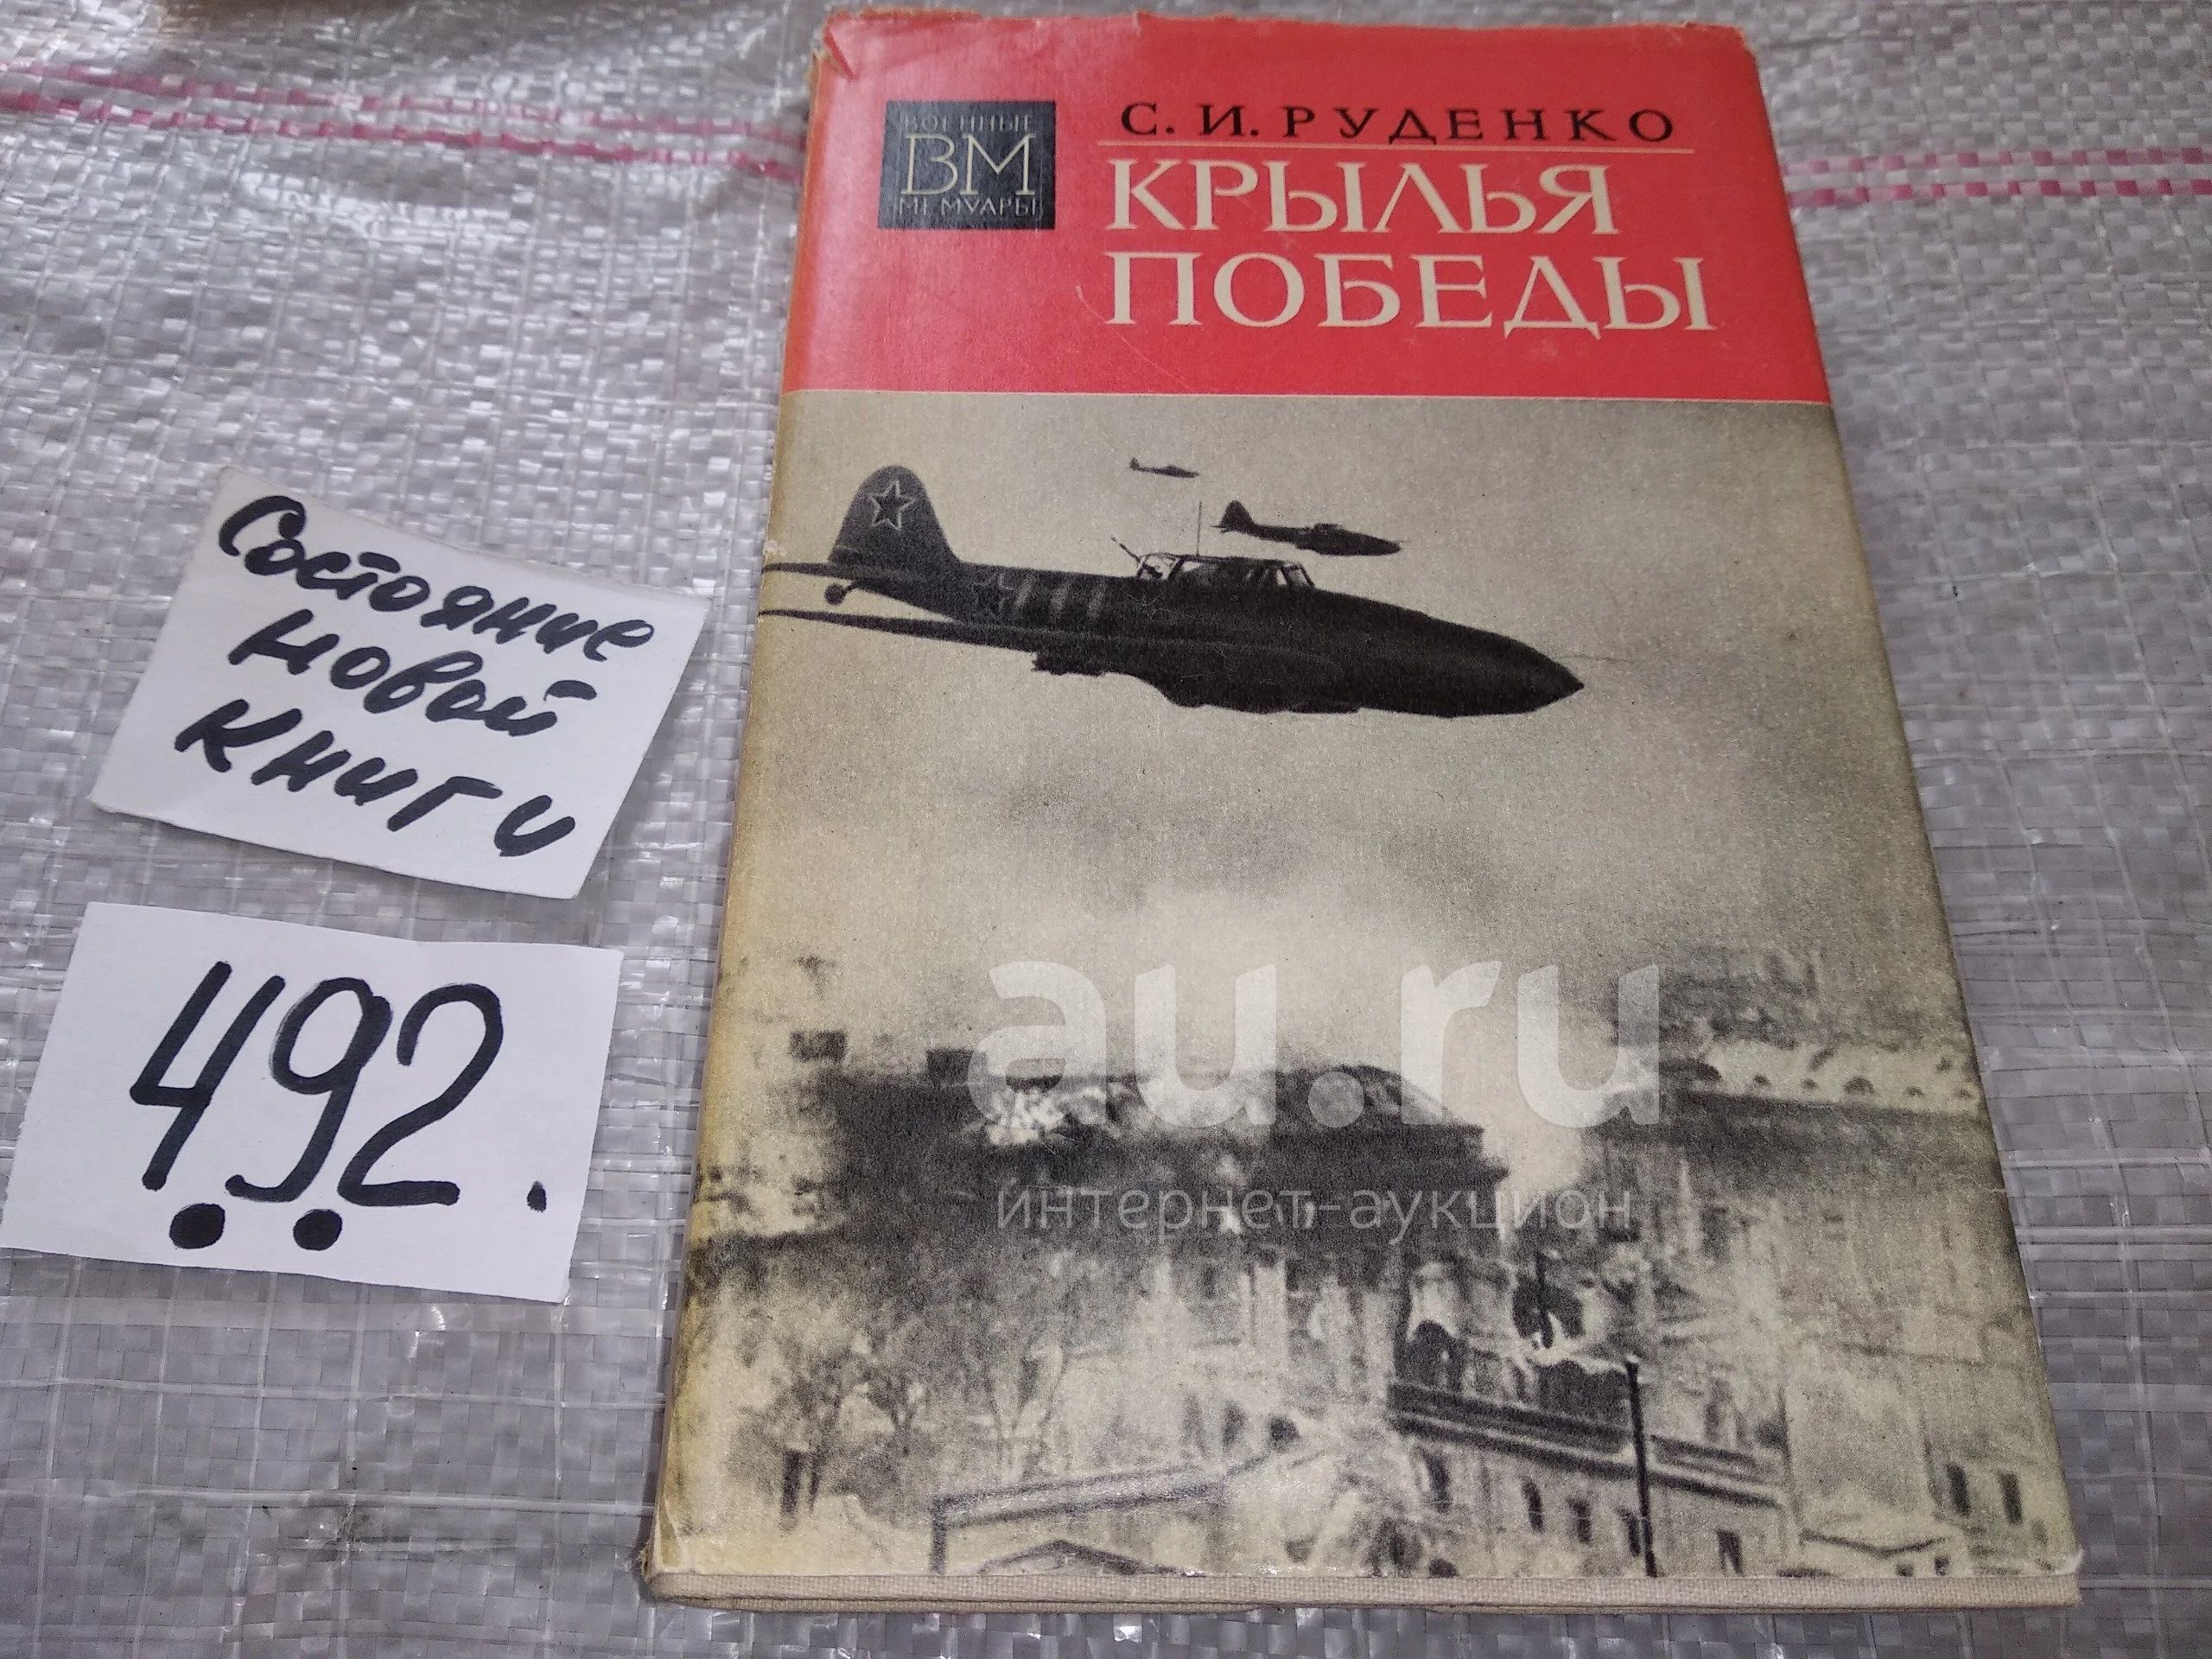 С. И. РУДЕНКО
ВОЕННЫЕ
ВМ
МЕМУАРЫ
КРЫЛЬЯ
ПОБЕДЫ
Состояние
новой
книги
492.
au.ru
интернет-аукцион